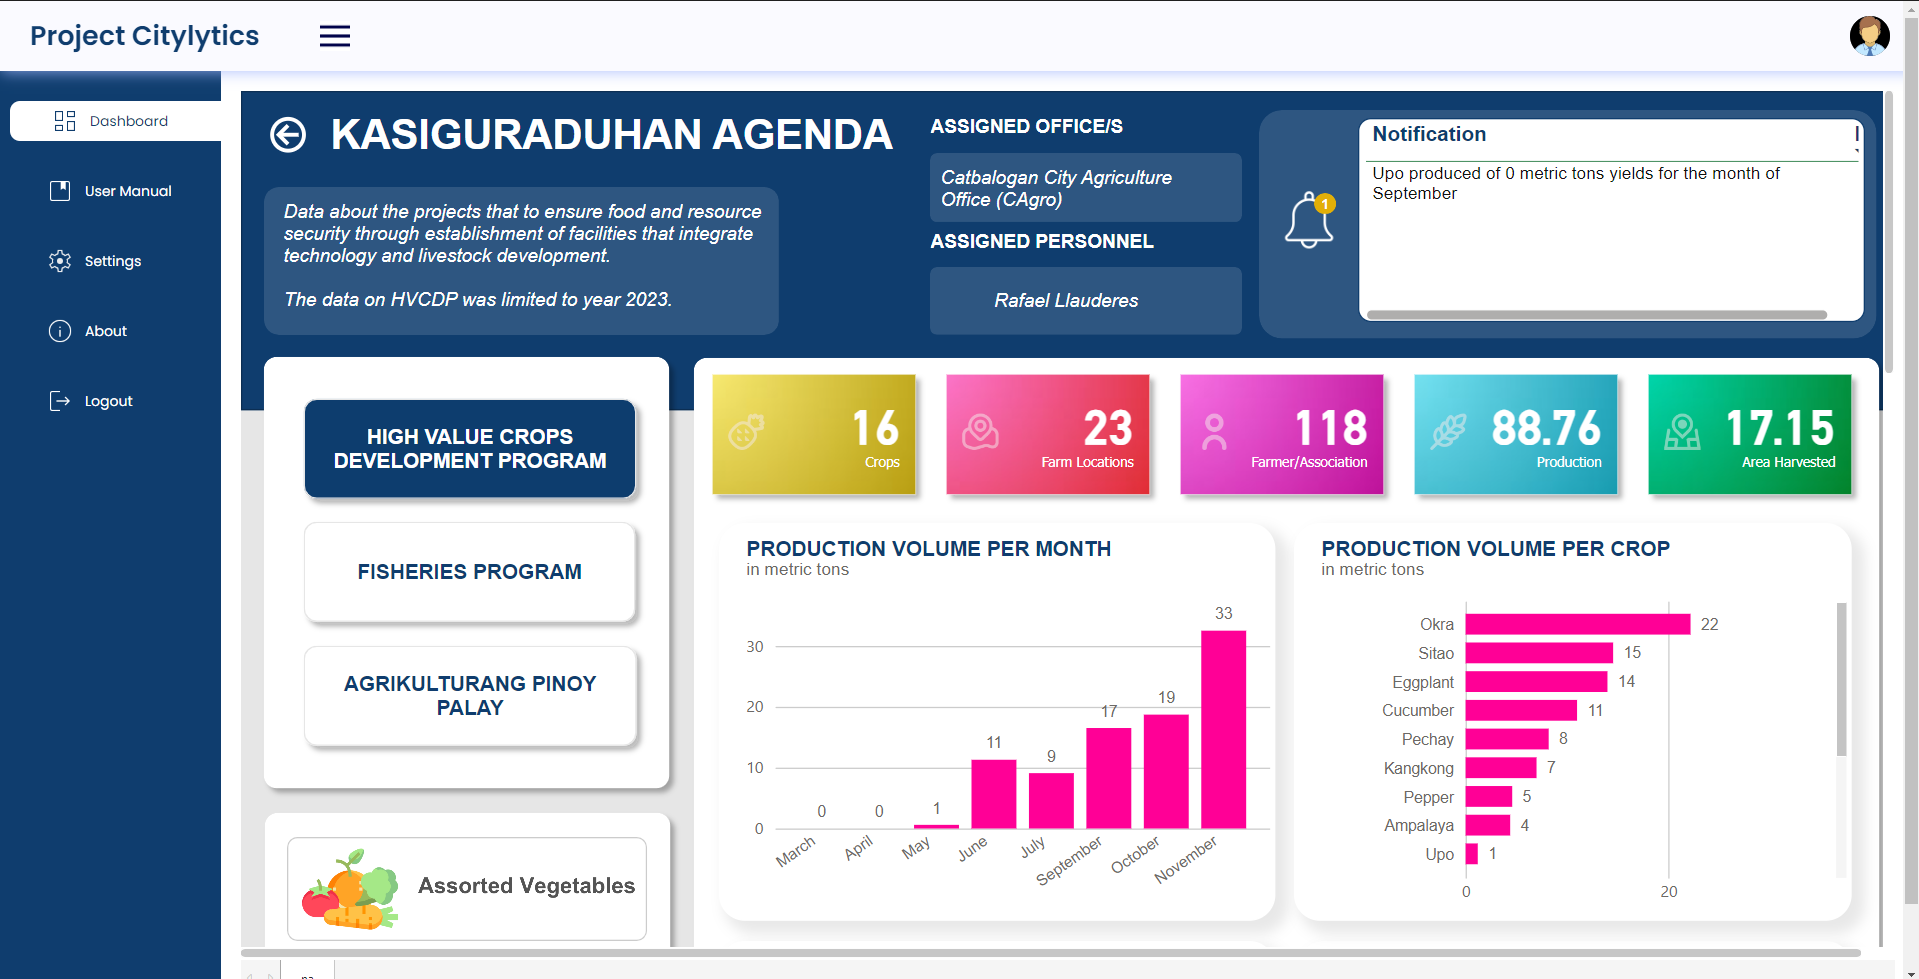 Project Citylytics
Dashboard
User Manual
Settings
About
Logout
KASIGURADUHAN AGENDA
Data about the projects that to ensure food and resource
security through establishment of facilities that integrate
technology and livestock development.
The data on HVCDP was limited to year 2023.
ASSIGNED OFFICE/S
Catbalogan City Agriculture
Office (CAgro)
ASSIGNED PERSONNEL
Rafael Llauderes
1
Notification
Upo produced of 0 metric tons yields for the month of
September
HIGH VALUE CROPS
DEVELOPMENT PROGRAM
FISHERIES PROGRAM
AGRIKULTURANG PINOY
PALAY
Assorted Vegetables
16
Crops
23
Farm Locations
118
Farmer/Association
88.76
Production
17.15
Area Harvested
PRODUCTION VOLUME PER MONTH
in metric tons
30
20
10
0
0
0
1
11
9
17
19
33
March
April
May
June
July
September
October
November
PRODUCTION VOLUME PER CROP
in metric tons
Okra 22
Sitao 15
Eggplant 14
Cucumber 11
Pechay 8
Kangkong 7
Pepper 5
Ampalaya 4
Upo 1
0 20